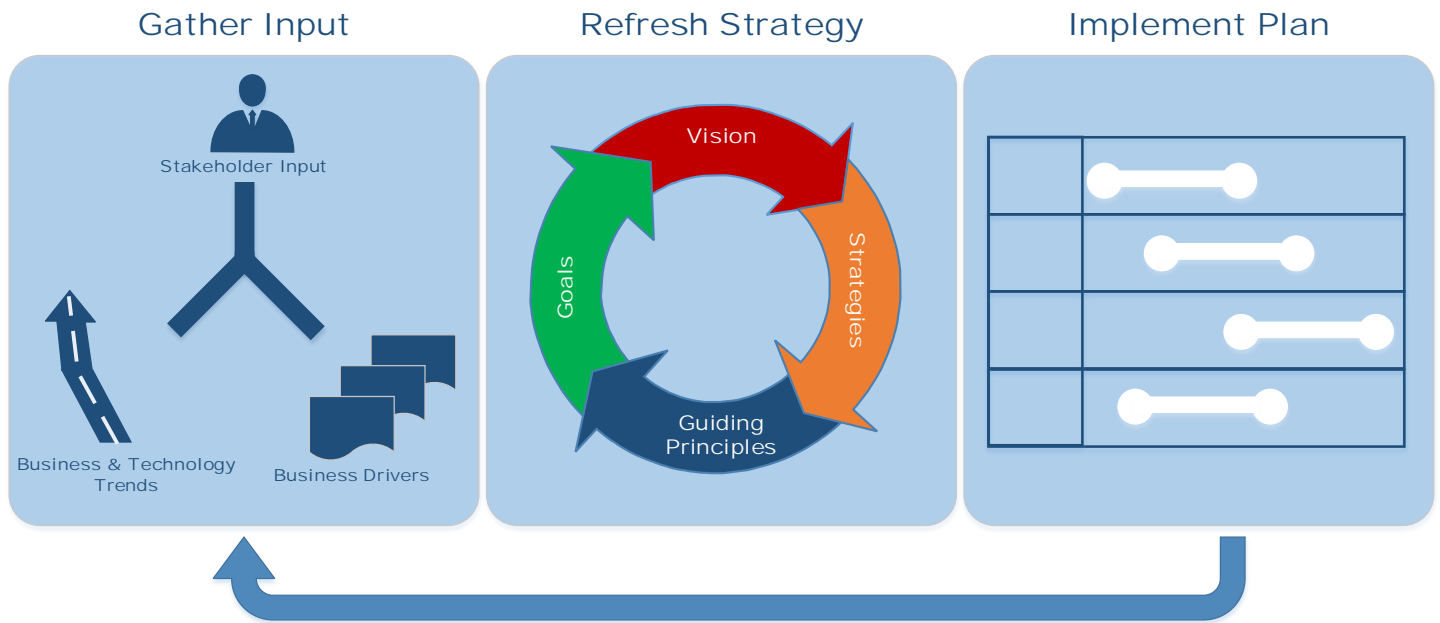 Gather Input
Refresh Strategy
Implement Plan
Stakeholder Input
Business & Technology
Trends
Business Drivers
Vision
Strategies
Guiding
Principles
Goals